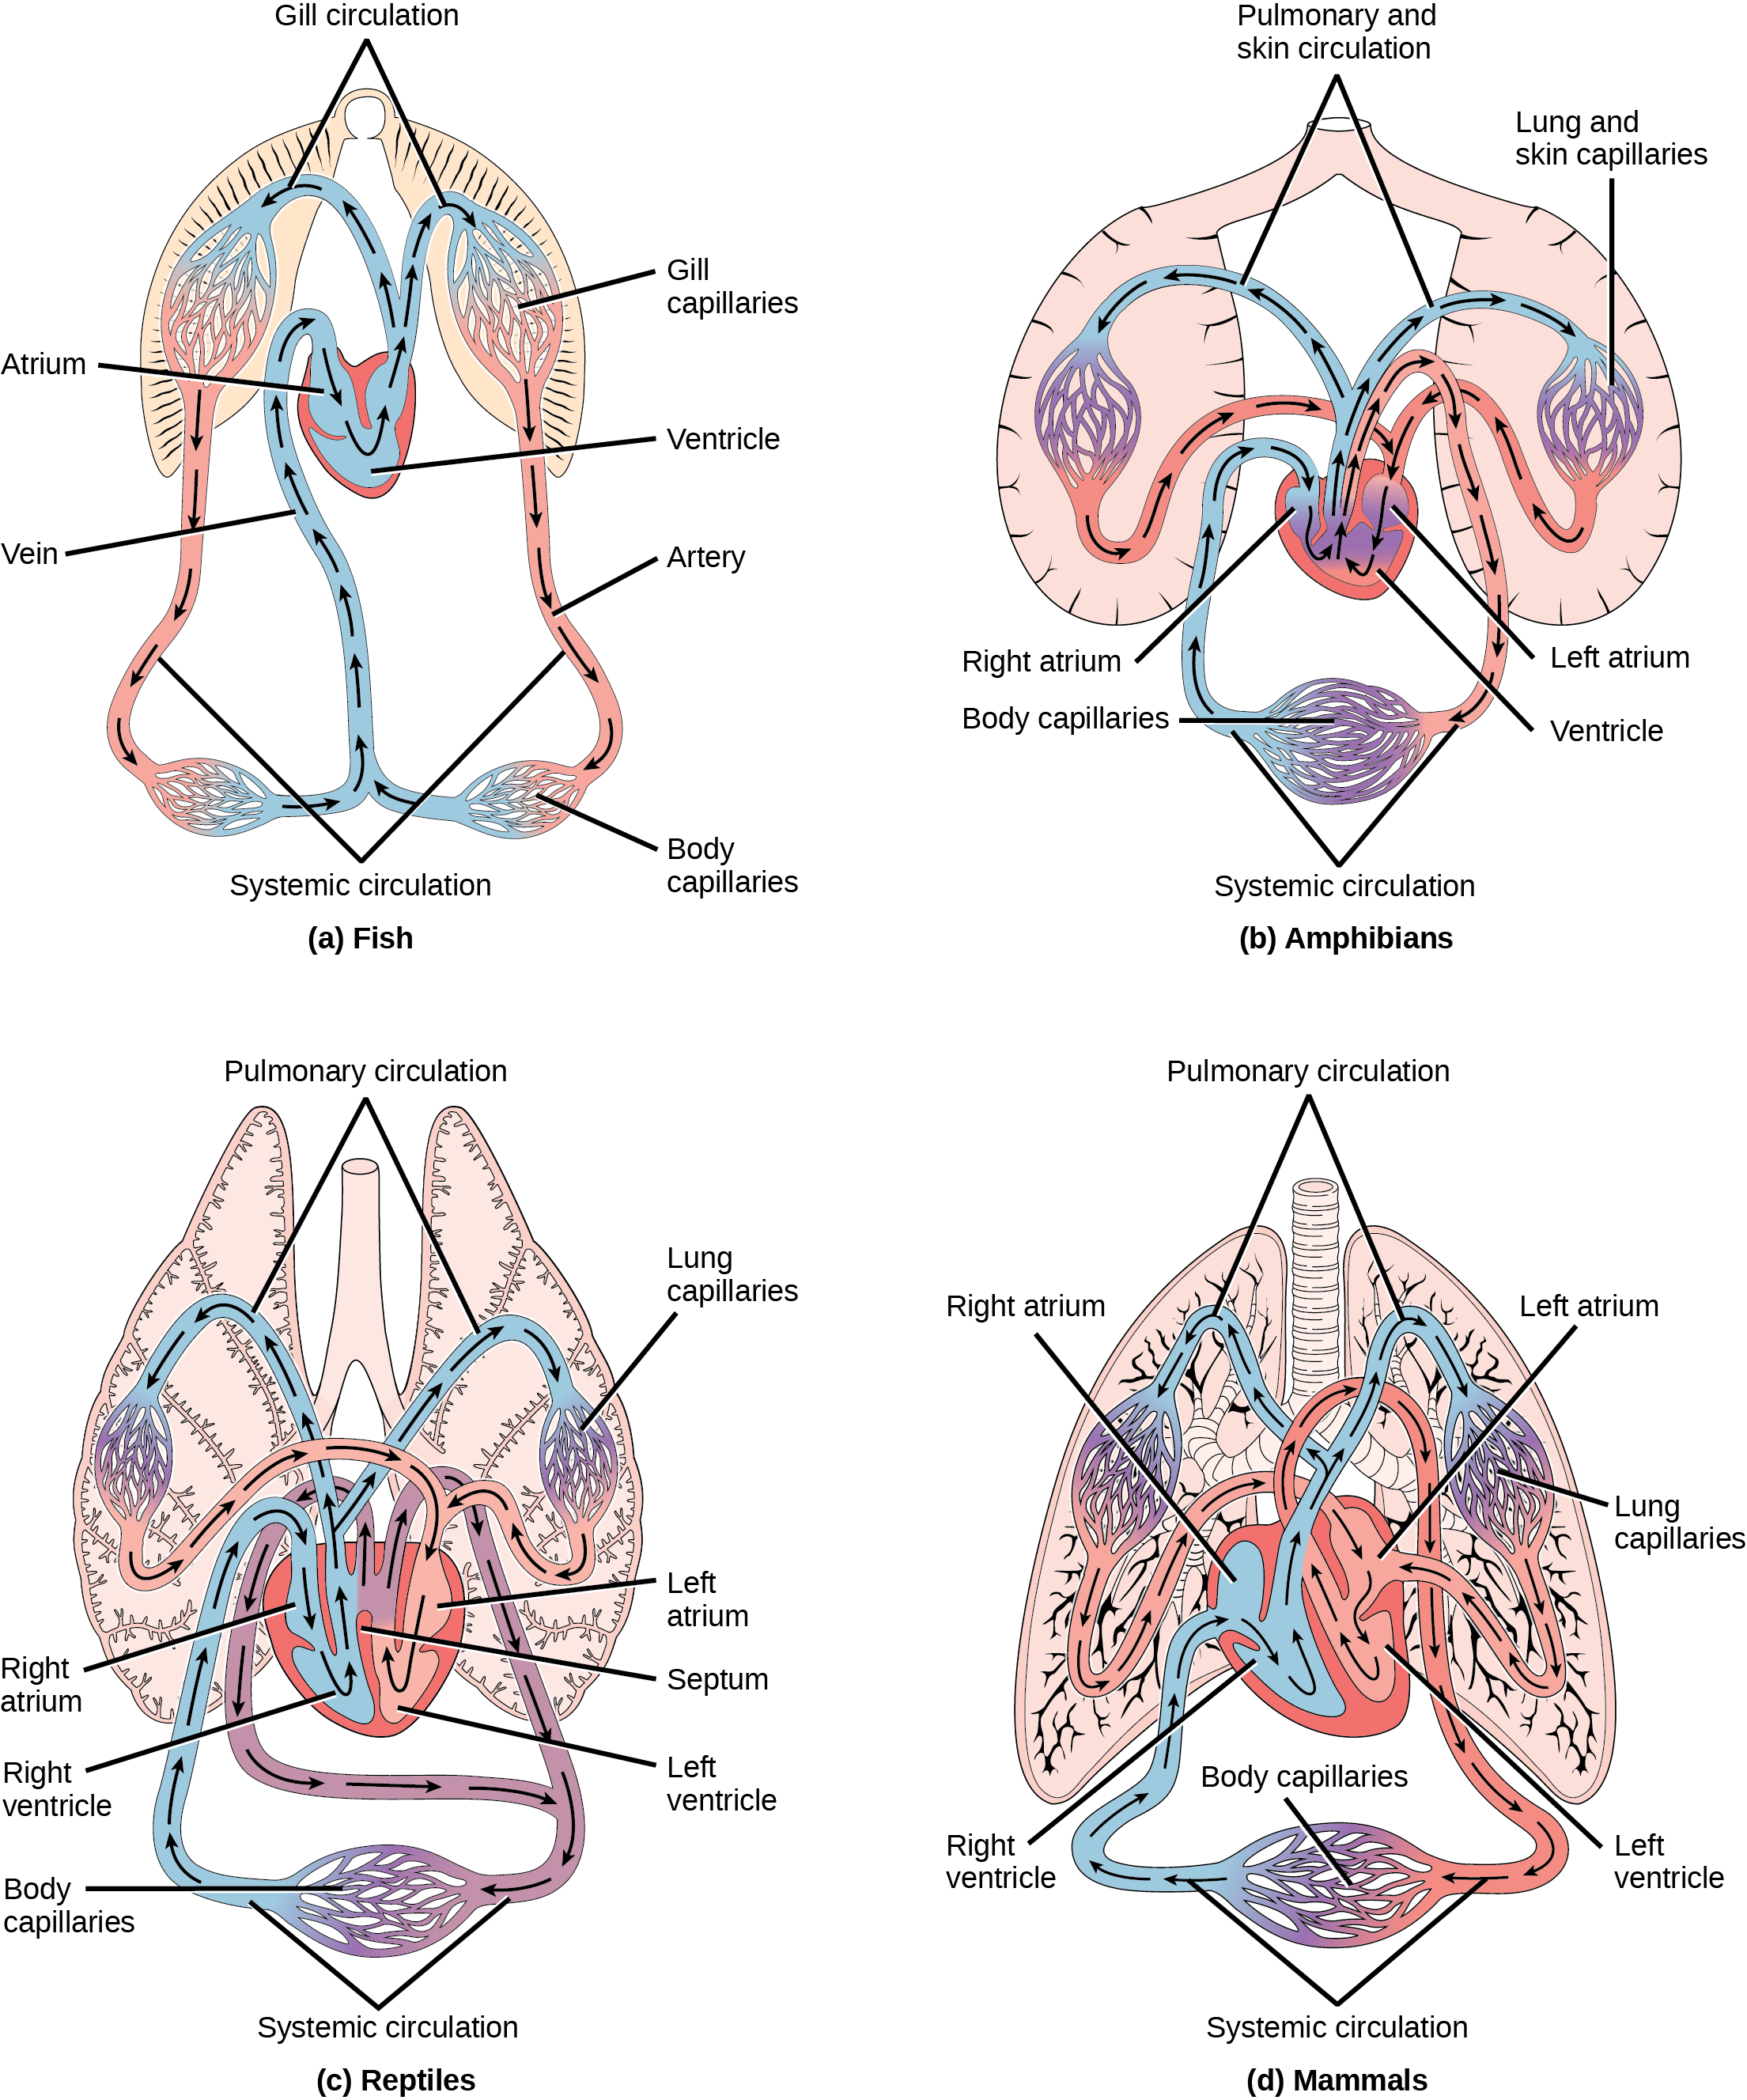 Gill circulation
Gill
capillaries
Atrium
Ventricle
Vein
Artery
Body
capillaries
Systemic circulation
(a) Fish
Pulmonary and
skin circulation
Lung and
skin capillaries
Right atrium
Left atrium
Body capillaries
Ventricle
Systemic circulation
(b) Amphibians
Pulmonary circulation
Lung
capillaries
Left
atrium
Right
atrium
Septum
Right
ventricle
Left
ventricle
Body
capillaries
Systemic circulation
(c) Reptiles
Pulmonary circulation
Right atrium
Left atrium
Lung
capillaries
Body capillaries
Right
ventricle
Left
ventricle
Systemic circulation
(d) Mammals